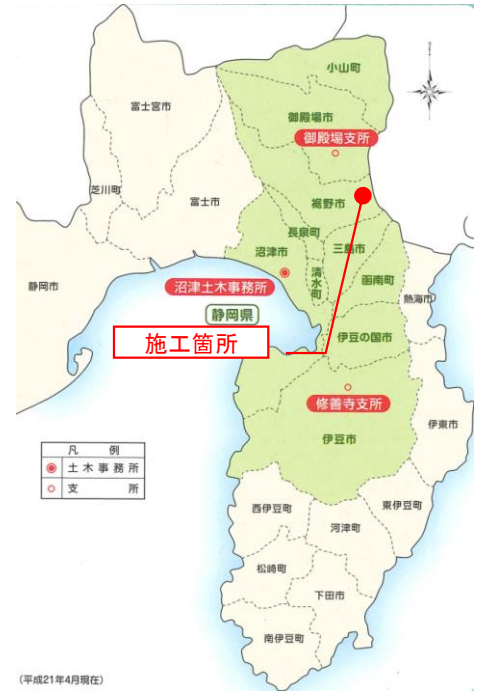 小山町
富士宮市
御殿場市
御殿場支所
芝川町
富士市
裾野市
長泉町
沼津市
三島市
清水町
函南町
静岡市
沼津土木事務所
熱海市
静岡県
施工箇所
伊豆の国市
修善寺支所
伊東市
伊豆市
凡 例
土木事務所
支 所
西伊豆町
東伊豆町
河津町
松崎町
下田市
南伊豆町
(平成21年4月現在)